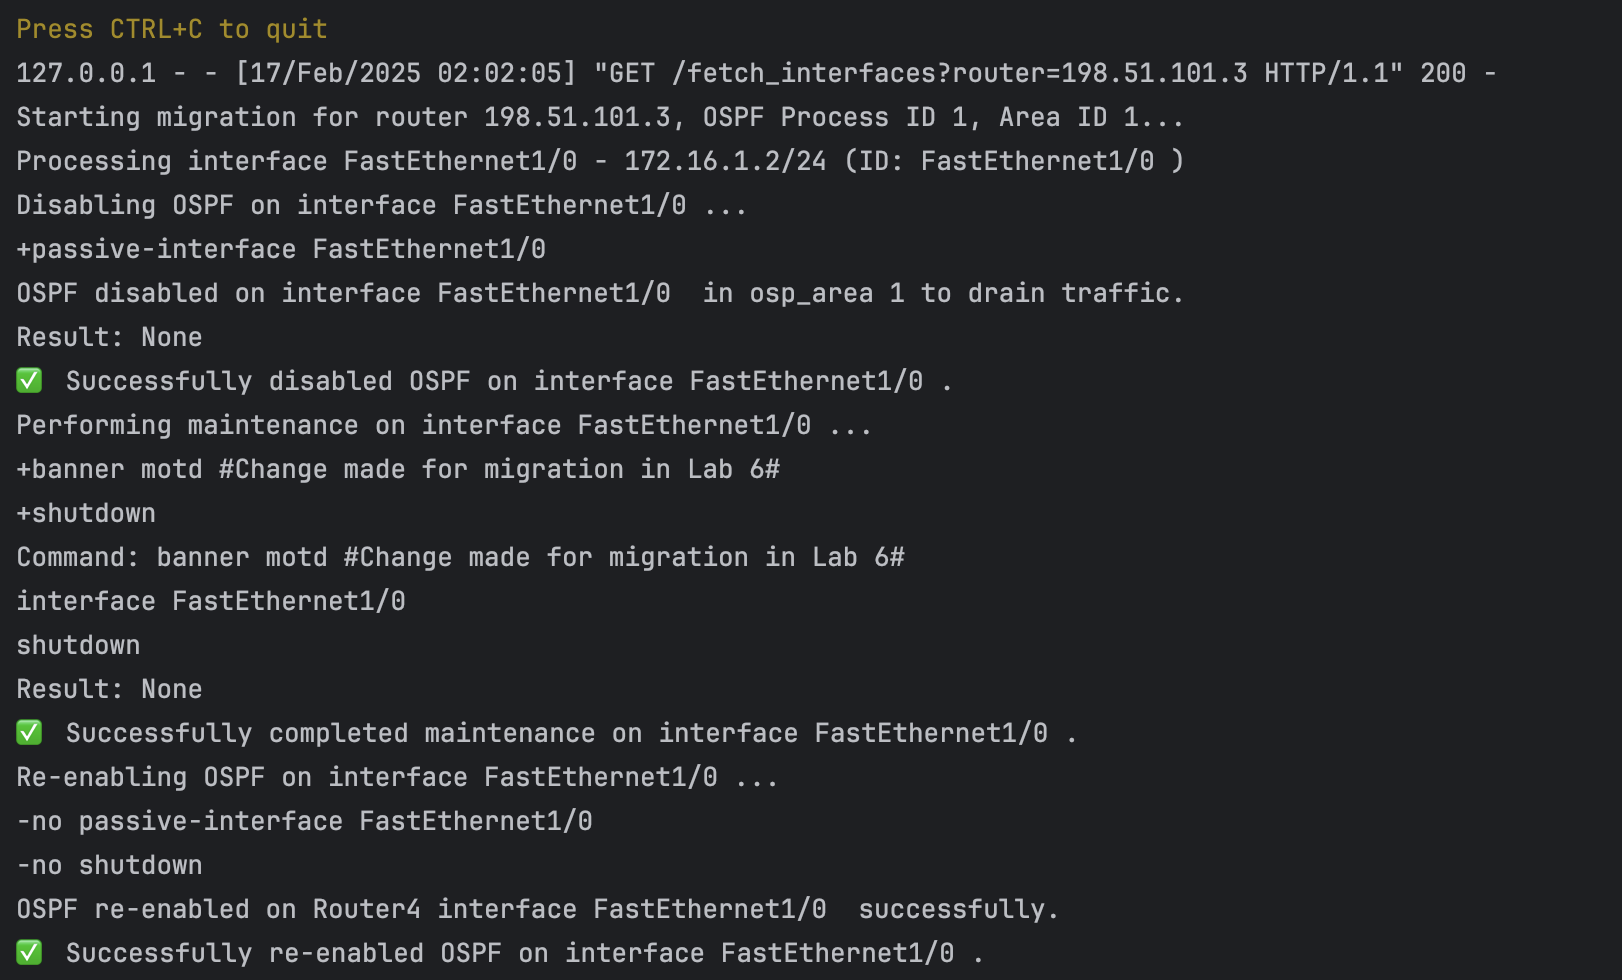 Press CTRL+C to quit
127.0.0.1 - - [17/Feb/2025 02:02:05] "GET /fetch_interfaces?router=198.51.101.3 HTTP/1.1" 200 -
Starting migration for router 198.51.101.3, OSPF Process ID 1, Area ID 1...
Processing interface FastEthernet1/0 - 172.16.1.2/24 (ID: FastEthernet1/0 )
Disabling OSPF on interface FastEthernet1/0 ...
+passive-interface FastEthernet1/0
OSPF disabled on interface FastEthernet1/0  in osp_area 1 to drain traffic.
Result: None
✅ Successfully disabled OSPF on interface FastEthernet1/0 .
Performing maintenance on interface FastEthernet1/0 ...
+banner motd #Change made for migration in Lab 6#
+shutdown
Command: banner motd #Change made for migration in Lab 6#
interface FastEthernet1/0
shutdown
Result: None
✅ Successfully completed maintenance on interface FastEthernet1/0 .
Re-enabling OSPF on interface FastEthernet1/0 ...
-no passive-interface FastEthernet1/0
-no shutdown
OSPF re-enabled on Router4 interface FastEthernet1/0  successfully.
✅ Successfully re-enabled OSPF on interface FastEthernet1/0 .